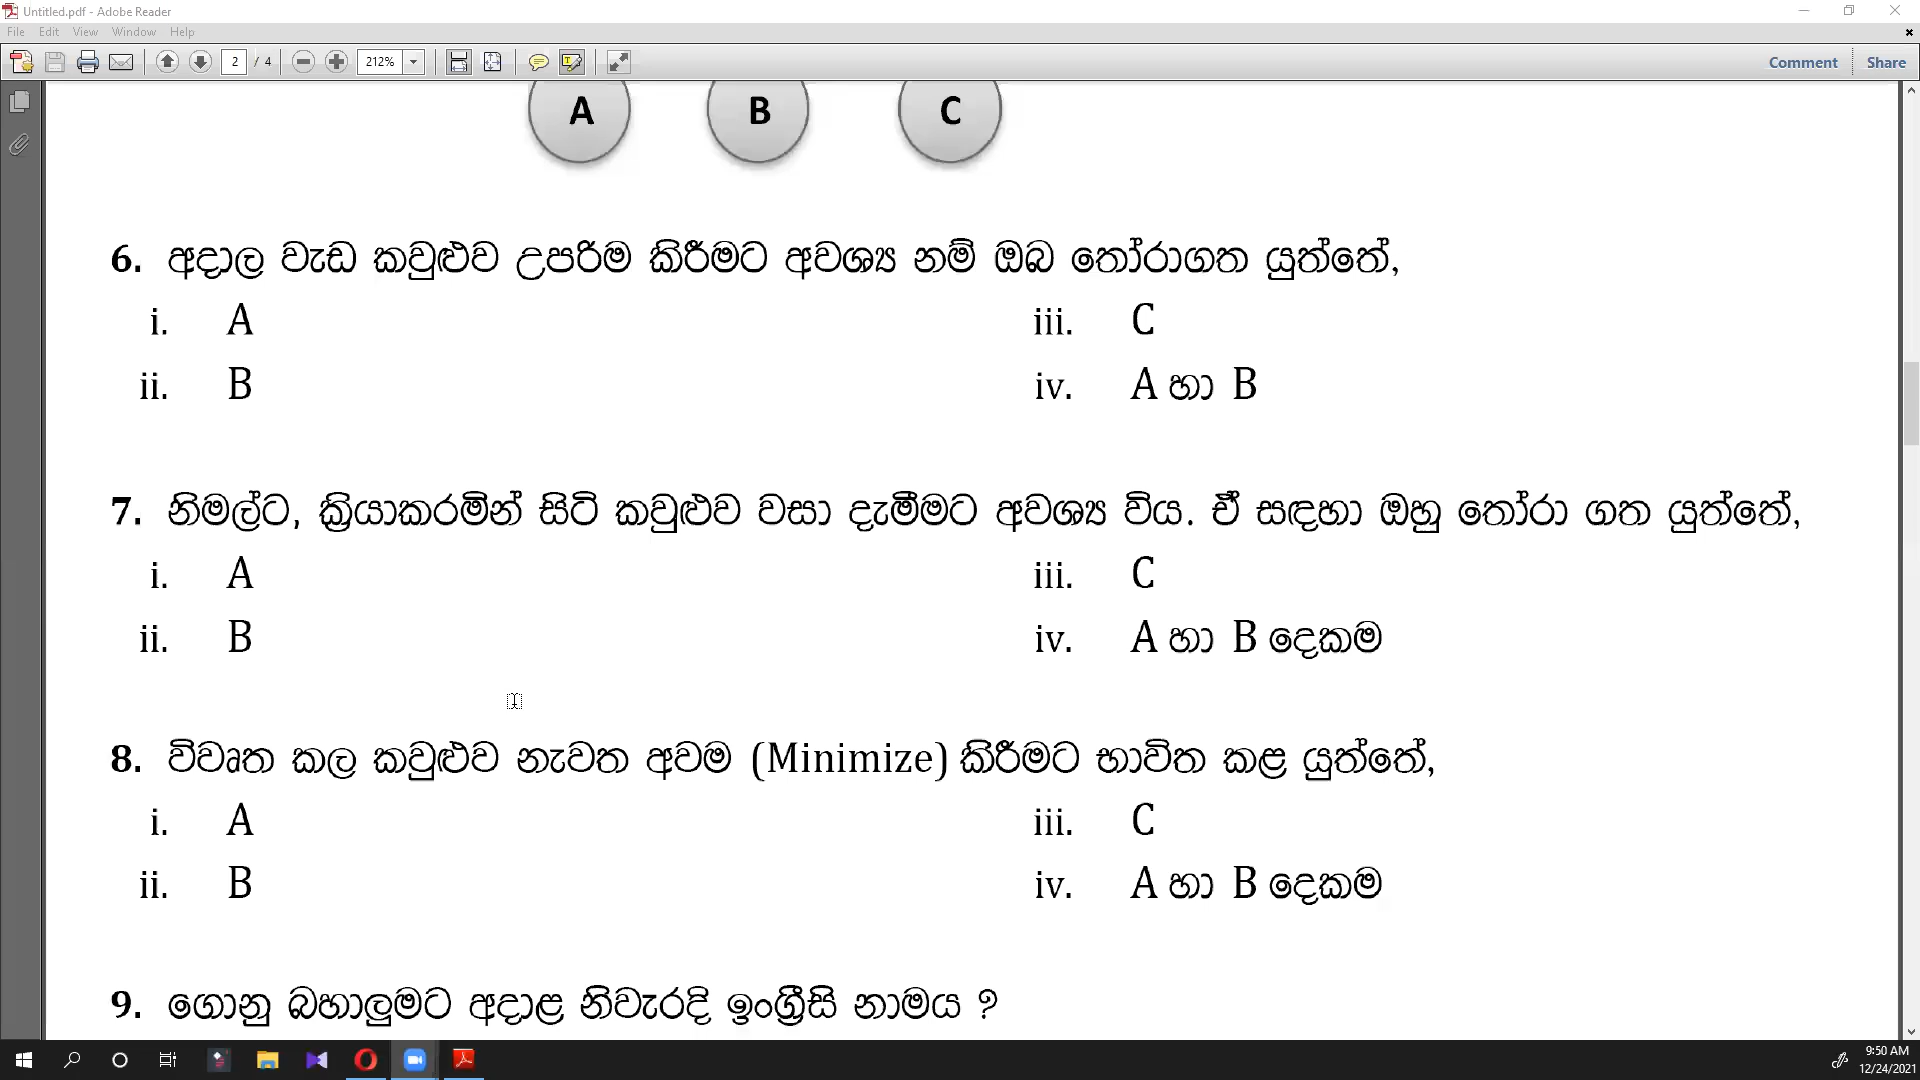 Untitled.pdf - Adobe Reader
File Edit View Window Help
2 / 4 212% Comment Share
A B C
6. අදාල වැඩ කවුළුව උපරිම කිරීමට අවශ්‍ය නම් ඔබ තෝරාගත යුත්තේ,
i. A iii. C
ii. B iv. A හා B
7. නිමල්ට, ක්‍රියාකරමින් සිටි කවුළුව වසා දැමීමට අවශ්‍ය විය. ඒ සඳහා ඔහු තෝරා ගත යුත්තේ,
i. A iii. C
ii. B iv. A හා B දෙකම
8. විවෘත කල කවුළුව නැවත අවම (Minimize) කිරීමට භාවිත කළ යුත්තේ,
i. A iii. C
ii. B iv. A හා B දෙකම
9. ගොනු බහාලුමට අදාළ නිවැරදි ඉංග්‍රීසි නාමය ?
9:50 AM
12/24/2021